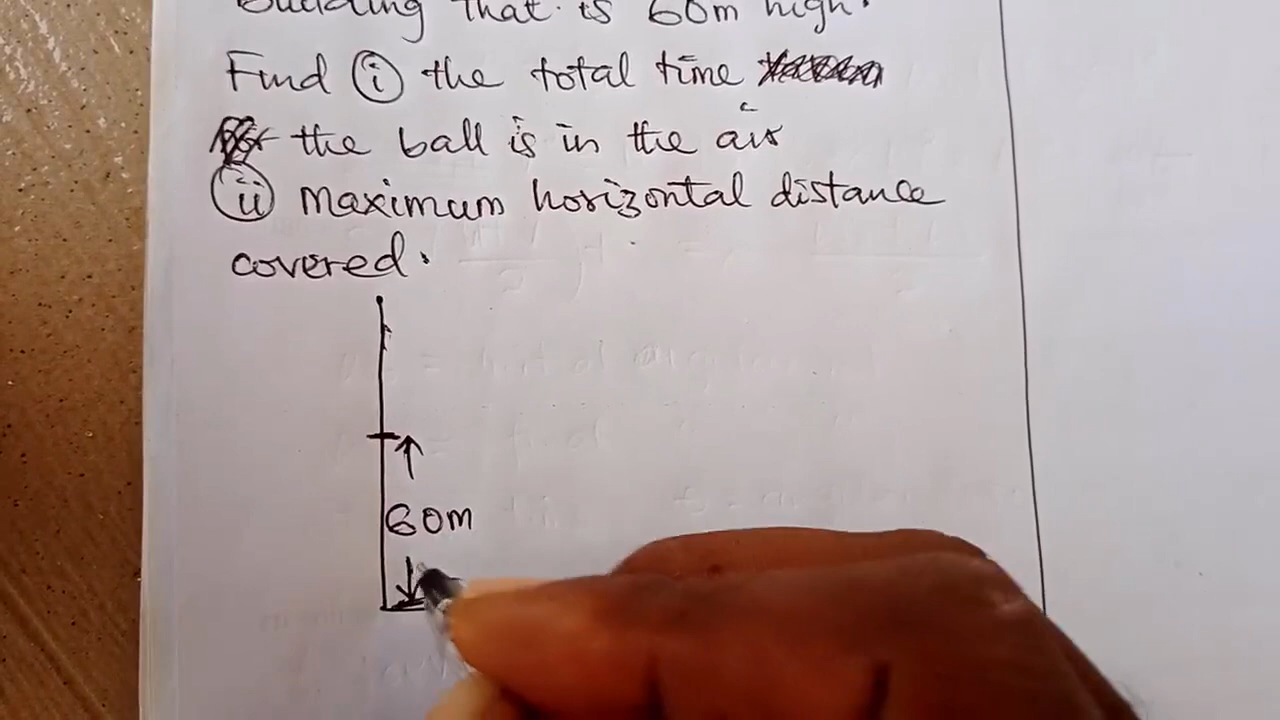 Building that is 60m high.
Find (i) the total time
the ball is in the air
(ii) maximum horizontal distance
covered.
60m